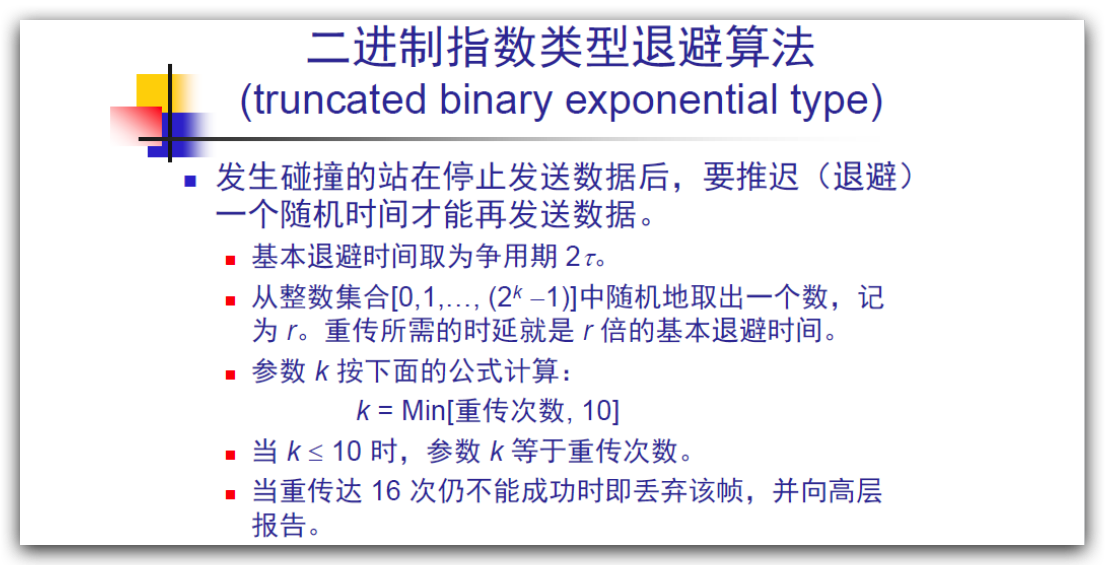 二进制指数类型退避算法
(truncated binary exponential type)
发生碰撞的站在停止发送数据后，要推迟（退避）
一个随机时间才能再发送数据。
基本退避时间取为争用期 2τ。
从整数集合[0,1,…, (2ᵏ –1)]中随机地取出一个数，记
为 r。重传所需的时延就是 r 倍的基本退避时间。
参数 k 按下面的公式计算：
k = Min[重传次数, 10]
当 k ≤ 10 时，参数 k 等于重传次数。
当重传达 16 次仍不能成功时即丢弃该帧，并向高层
报告。